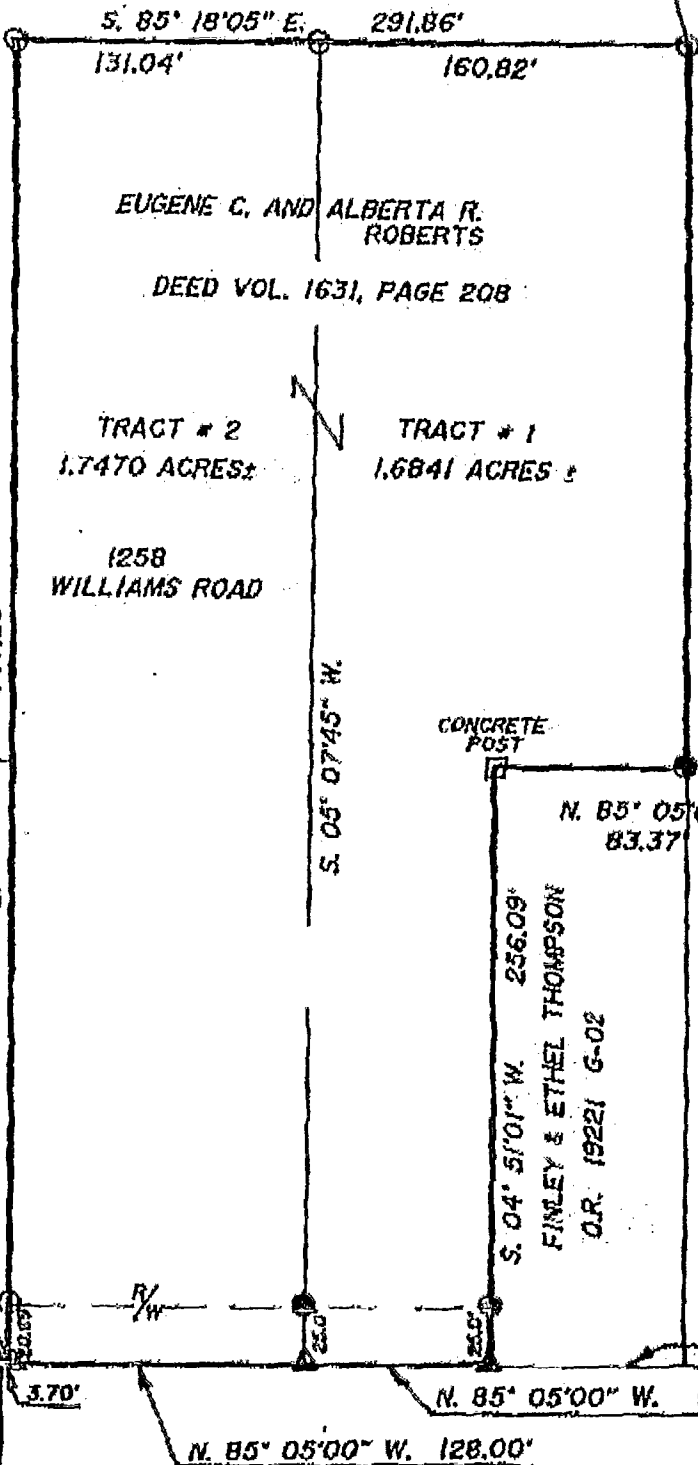 S. 85° 18'05" E. 291.86'
131.04' 160.82'
EUGENE C. AND ALBERTA R.
ROBERTS
DEED VOL. 1631, PAGE 208
TRACT # 2
1.7470 ACRES±
TRACT # 1
1.6841 ACRES ±
1258
WILLIAMS ROAD
S. 05° 07'45" W.
CONCRETE
POST
N. 85° 05'
83.37'
S. 04° 51'01" W. 256.09'
FINLEY & ETHEL THOMPSON
O.R. 19221 G-02
R/W
25.0'
25.0'
3.70'
N. 85° 05'00" W.
N. 85° 05'00" W. 128.00'